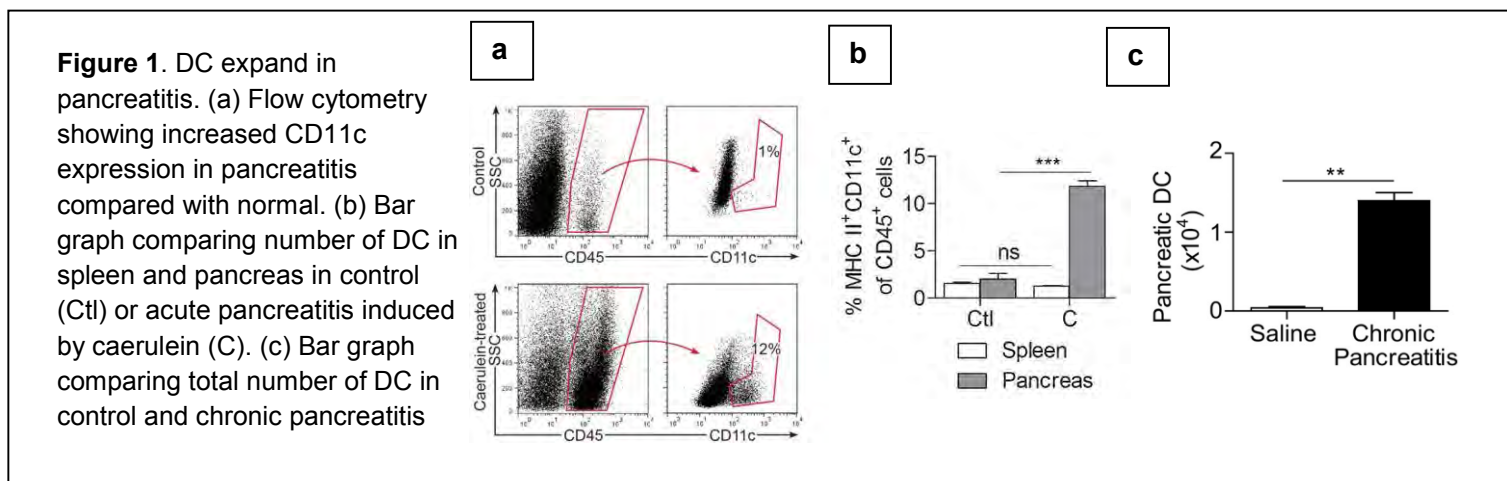 Figure 1. DC expand in
pancreatitis. (a) Flow cytometry
showing increased CD11c
expression in pancreatitis
compared with normal. (b) Bar
graph comparing number of DC in
spleen and pancreas in control
(Ctl) or acute pancreatitis induced
by caerulein (C). (c) Bar graph
comparing total number of DC in
control and chronic pancreatitis
a
Control
SSC
1%
CD45
CD11c
Caerulein-treated
SSC
12%
CD45
CD11c
b
% MHC II⁺CD11c⁺
of CD45⁺ cells
15
10
5
0
***
ns
Ctl
C
Spleen
Pancreas
c
Pancreatic DC
(x10⁴)
2
1
0
**
Saline
Chronic
Pancreatitis